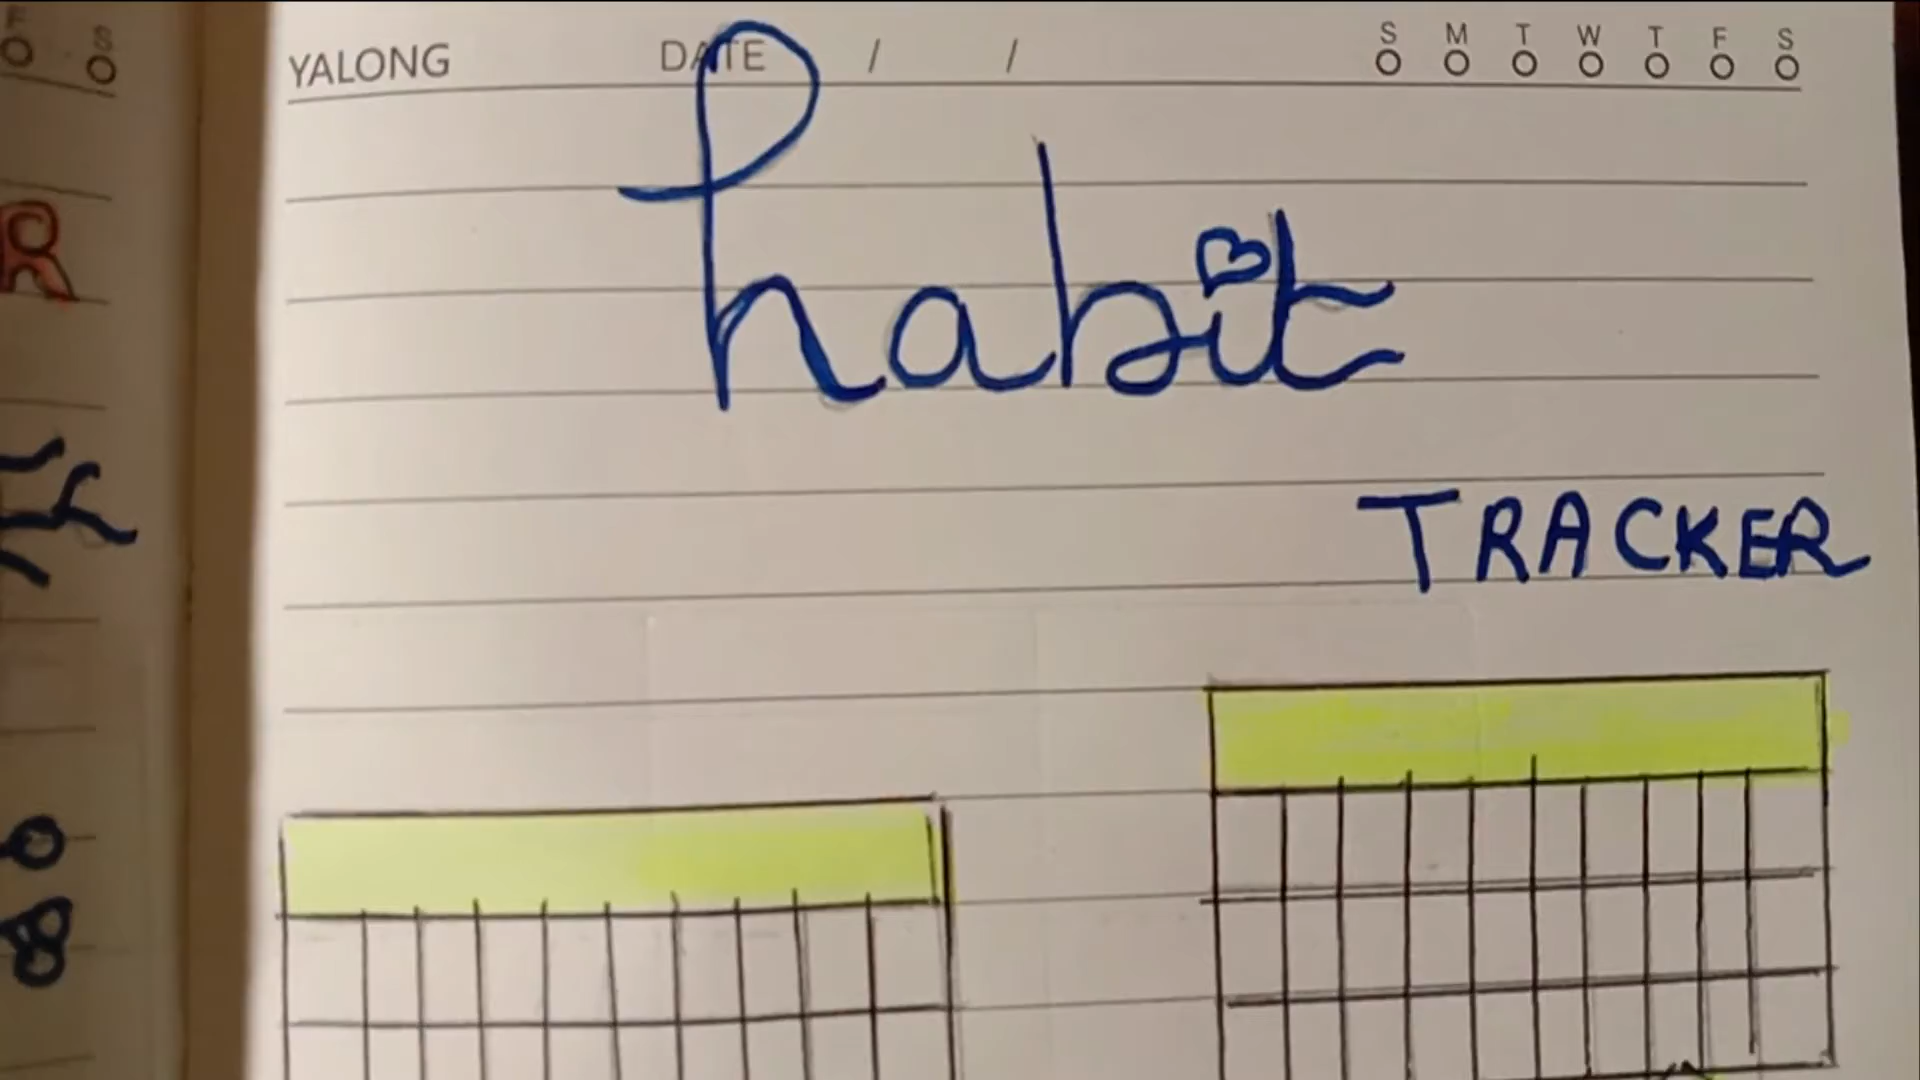 YALONG DATE / / S M T W T F S
habit
TRACKER